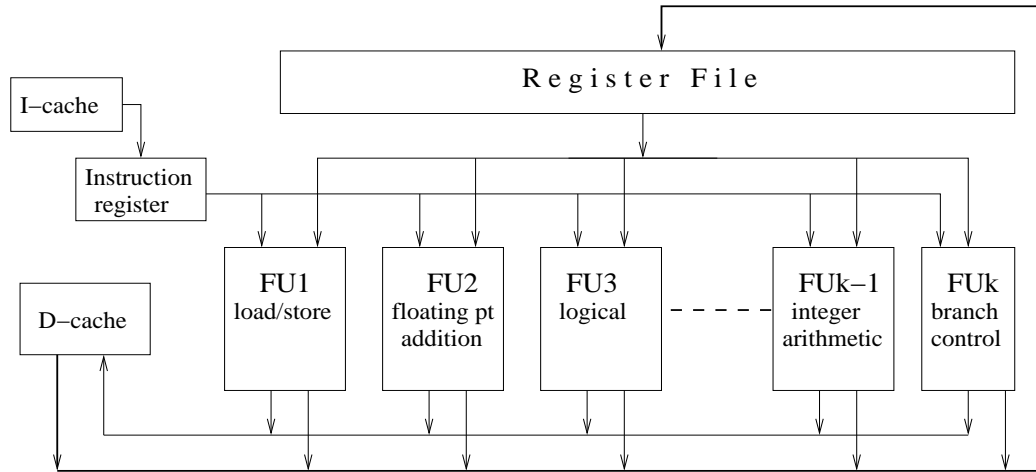 Register File
I−cache
Instruction
register
FU1
load/store
FU2
floating pt
addition
FU3
logical
FUk−1
integer
arithmetic
FUk
branch
control
D−cache